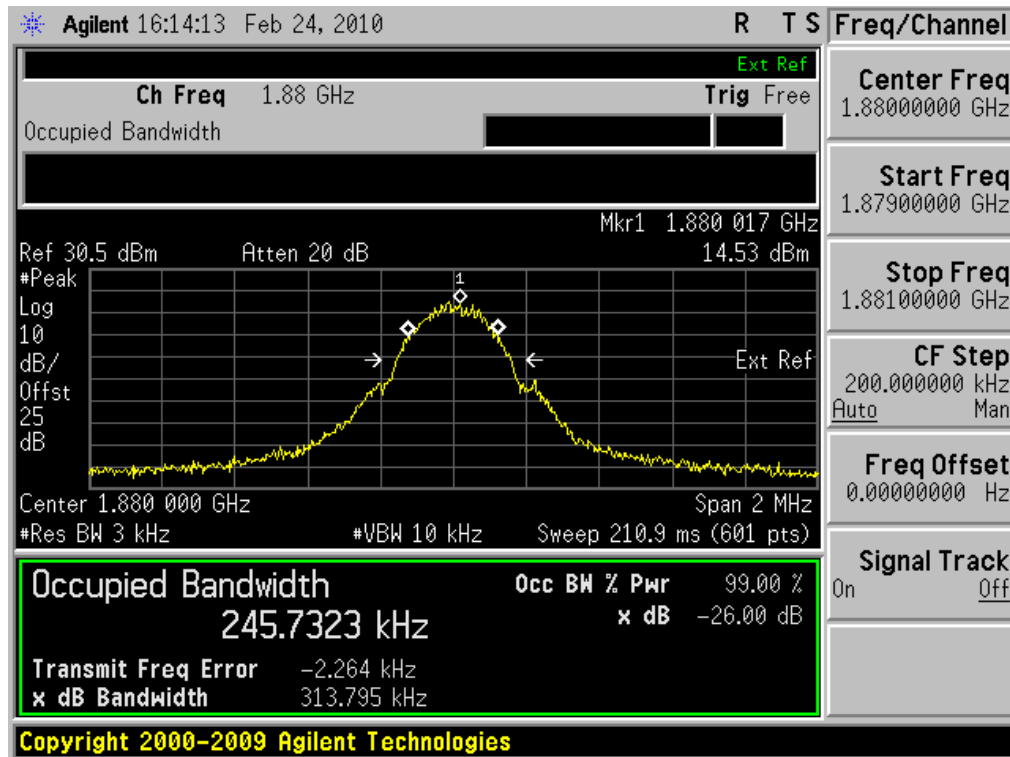 Agilent 16:14:13 Feb 24, 2010 R T S
Ext Ref
Ch Freq 1.88 GHz Trig Free
Occupied Bandwidth
Mkr1 1.880 017 GHz
Ref 30.5 dBm Atten 20 dB 14.53 dBm
#Peak
Log
10
dB/
Offst
25
dB
1
Ext Ref
Center 1.880 000 GHz Span 2 MHz
#Res BW 3 kHz #VBW 10 kHz Sweep 210.9 ms (601 pts)
Occupied Bandwidth
245.7323 kHz
Occ BW % Pwr 99.00 %
x dB -26.00 dB
Transmit Freq Error -2.264 kHz
x dB Bandwidth 313.795 kHz
Copyright 2000-2009 Agilent Technologies
Freq/Channel
Center Freq
1.88000000 GHz
Start Freq
1.87900000 GHz
Stop Freq
1.88100000 GHz
CF Step
200.000000 kHz
Auto Man
Freq Offset
0.00000000 Hz
Signal Track
On Off